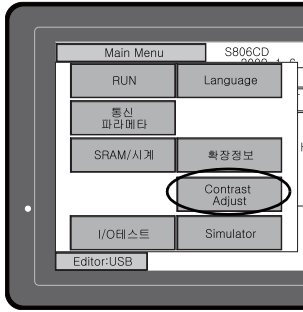 Main Menu
S806CD
RUN
Language
통신
파라메타
SRAM/시계
확장정보
Contrast
Adjust
I/O테스트
Simulator
Editor:USB